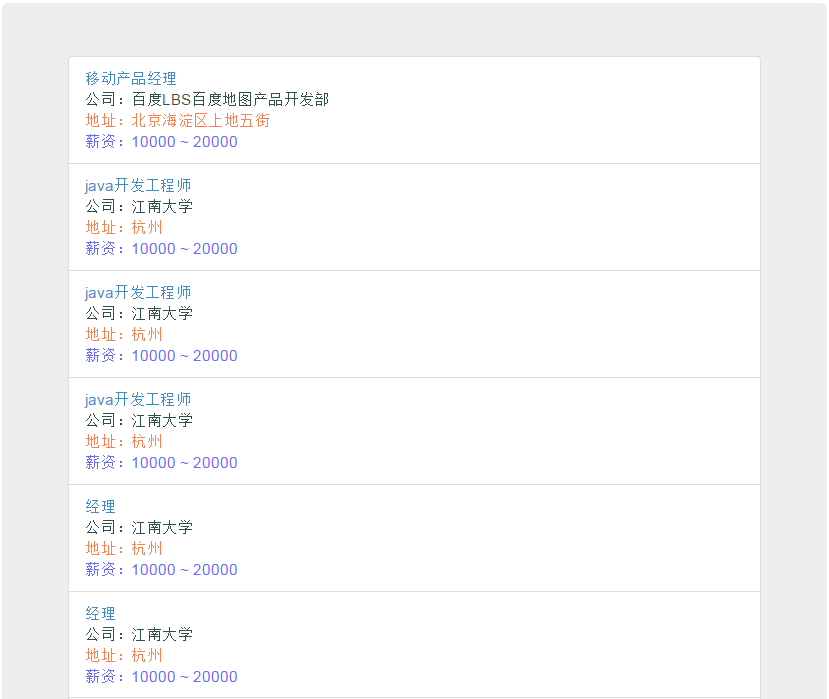 移动产品经理
公司：百度LBS百度地图产品开发部
地址：北京海淀区上地五街
薪资：10000 ~ 20000
java开发工程师
公司：江南大学
地址：杭州
薪资：10000 ~ 20000
java开发工程师
公司：江南大学
地址：杭州
薪资：10000 ~ 20000
java开发工程师
公司：江南大学
地址：杭州
薪资：10000 ~ 20000
经理
公司：江南大学
地址：杭州
薪资：10000 ~ 20000
经理
公司：江南大学
地址：杭州
薪资：10000 ~ 20000